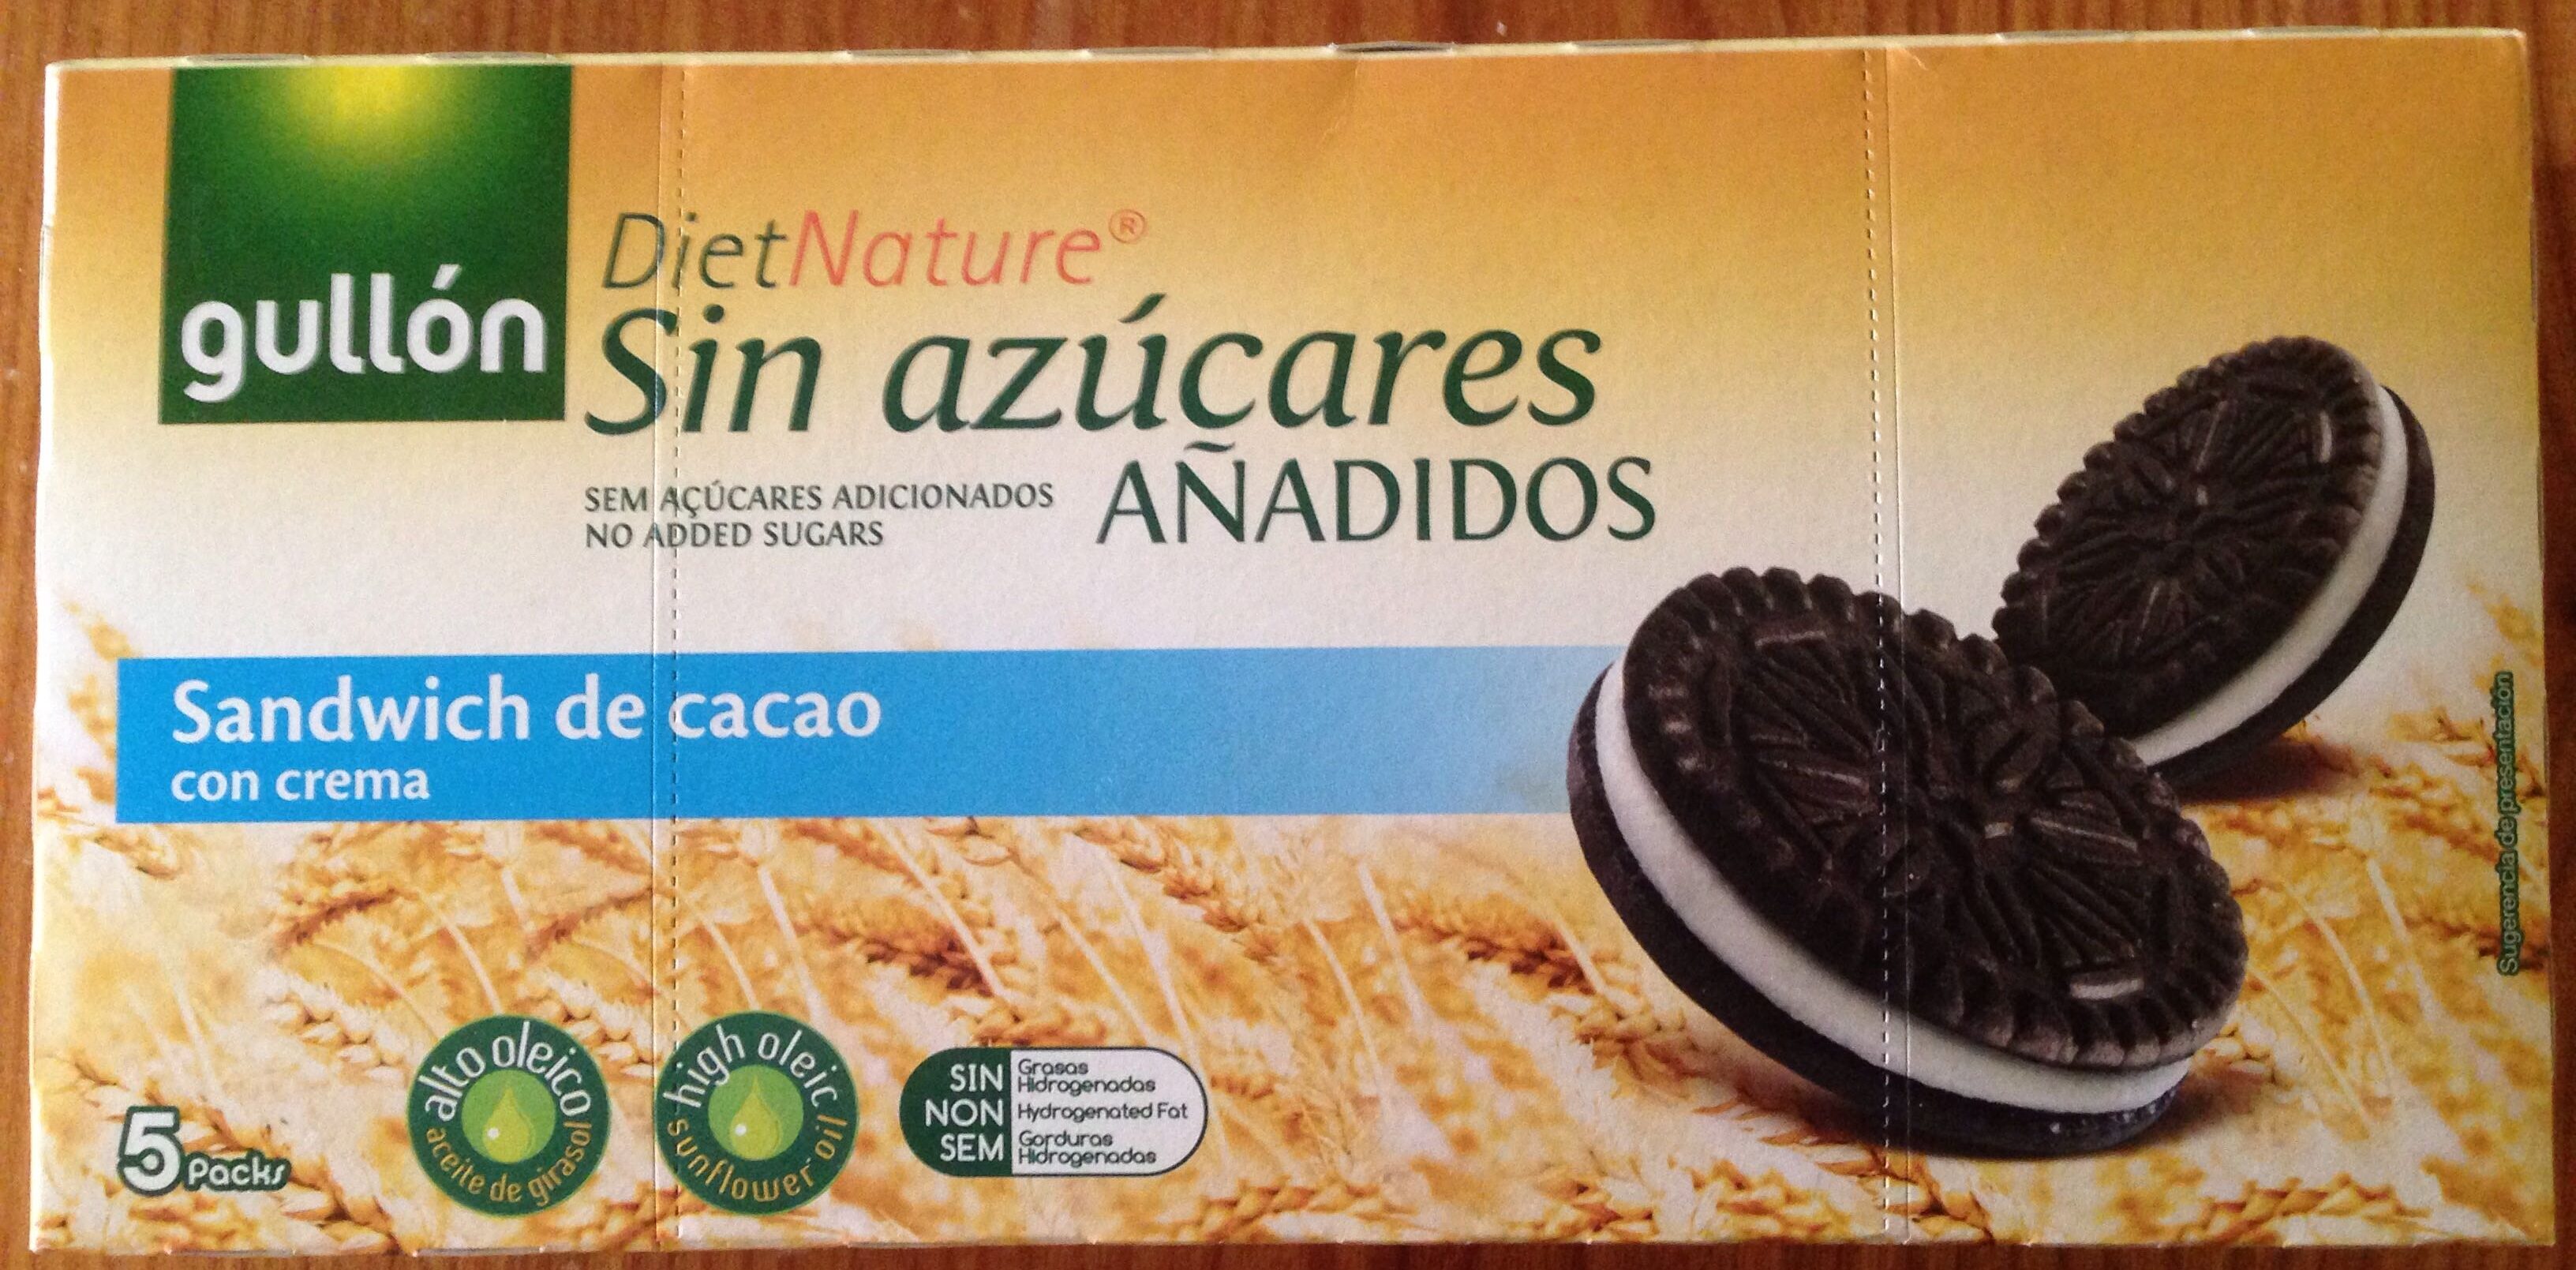 gullón
DietNature®
Sin azúcares
AÑADIDOS
SEM AÇÚCARES ADICIONADOS
NO ADDED SUGARS
Sandwich de cacao
con crema
Sugerencia de presentación
5 Packs
alto oleico
aceite de girasol
high oleic
sunflower oil
SIN Grasas Hidrogenadas
NON Hydrogenated Fat
SEM Gorduras Hidrogenadas